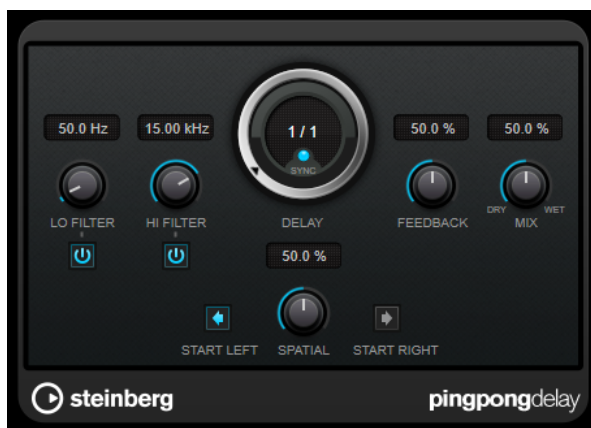 50.0 Hz
15.00 kHz
1 / 1
SYNC
50.0 %
50.0 %
LO FILTER
HI FILTER
DELAY
FEEDBACK
DRY
WET
MIX
50.0 %
START LEFT
SPATIAL
START RIGHT
steinberg
pingpongdelay